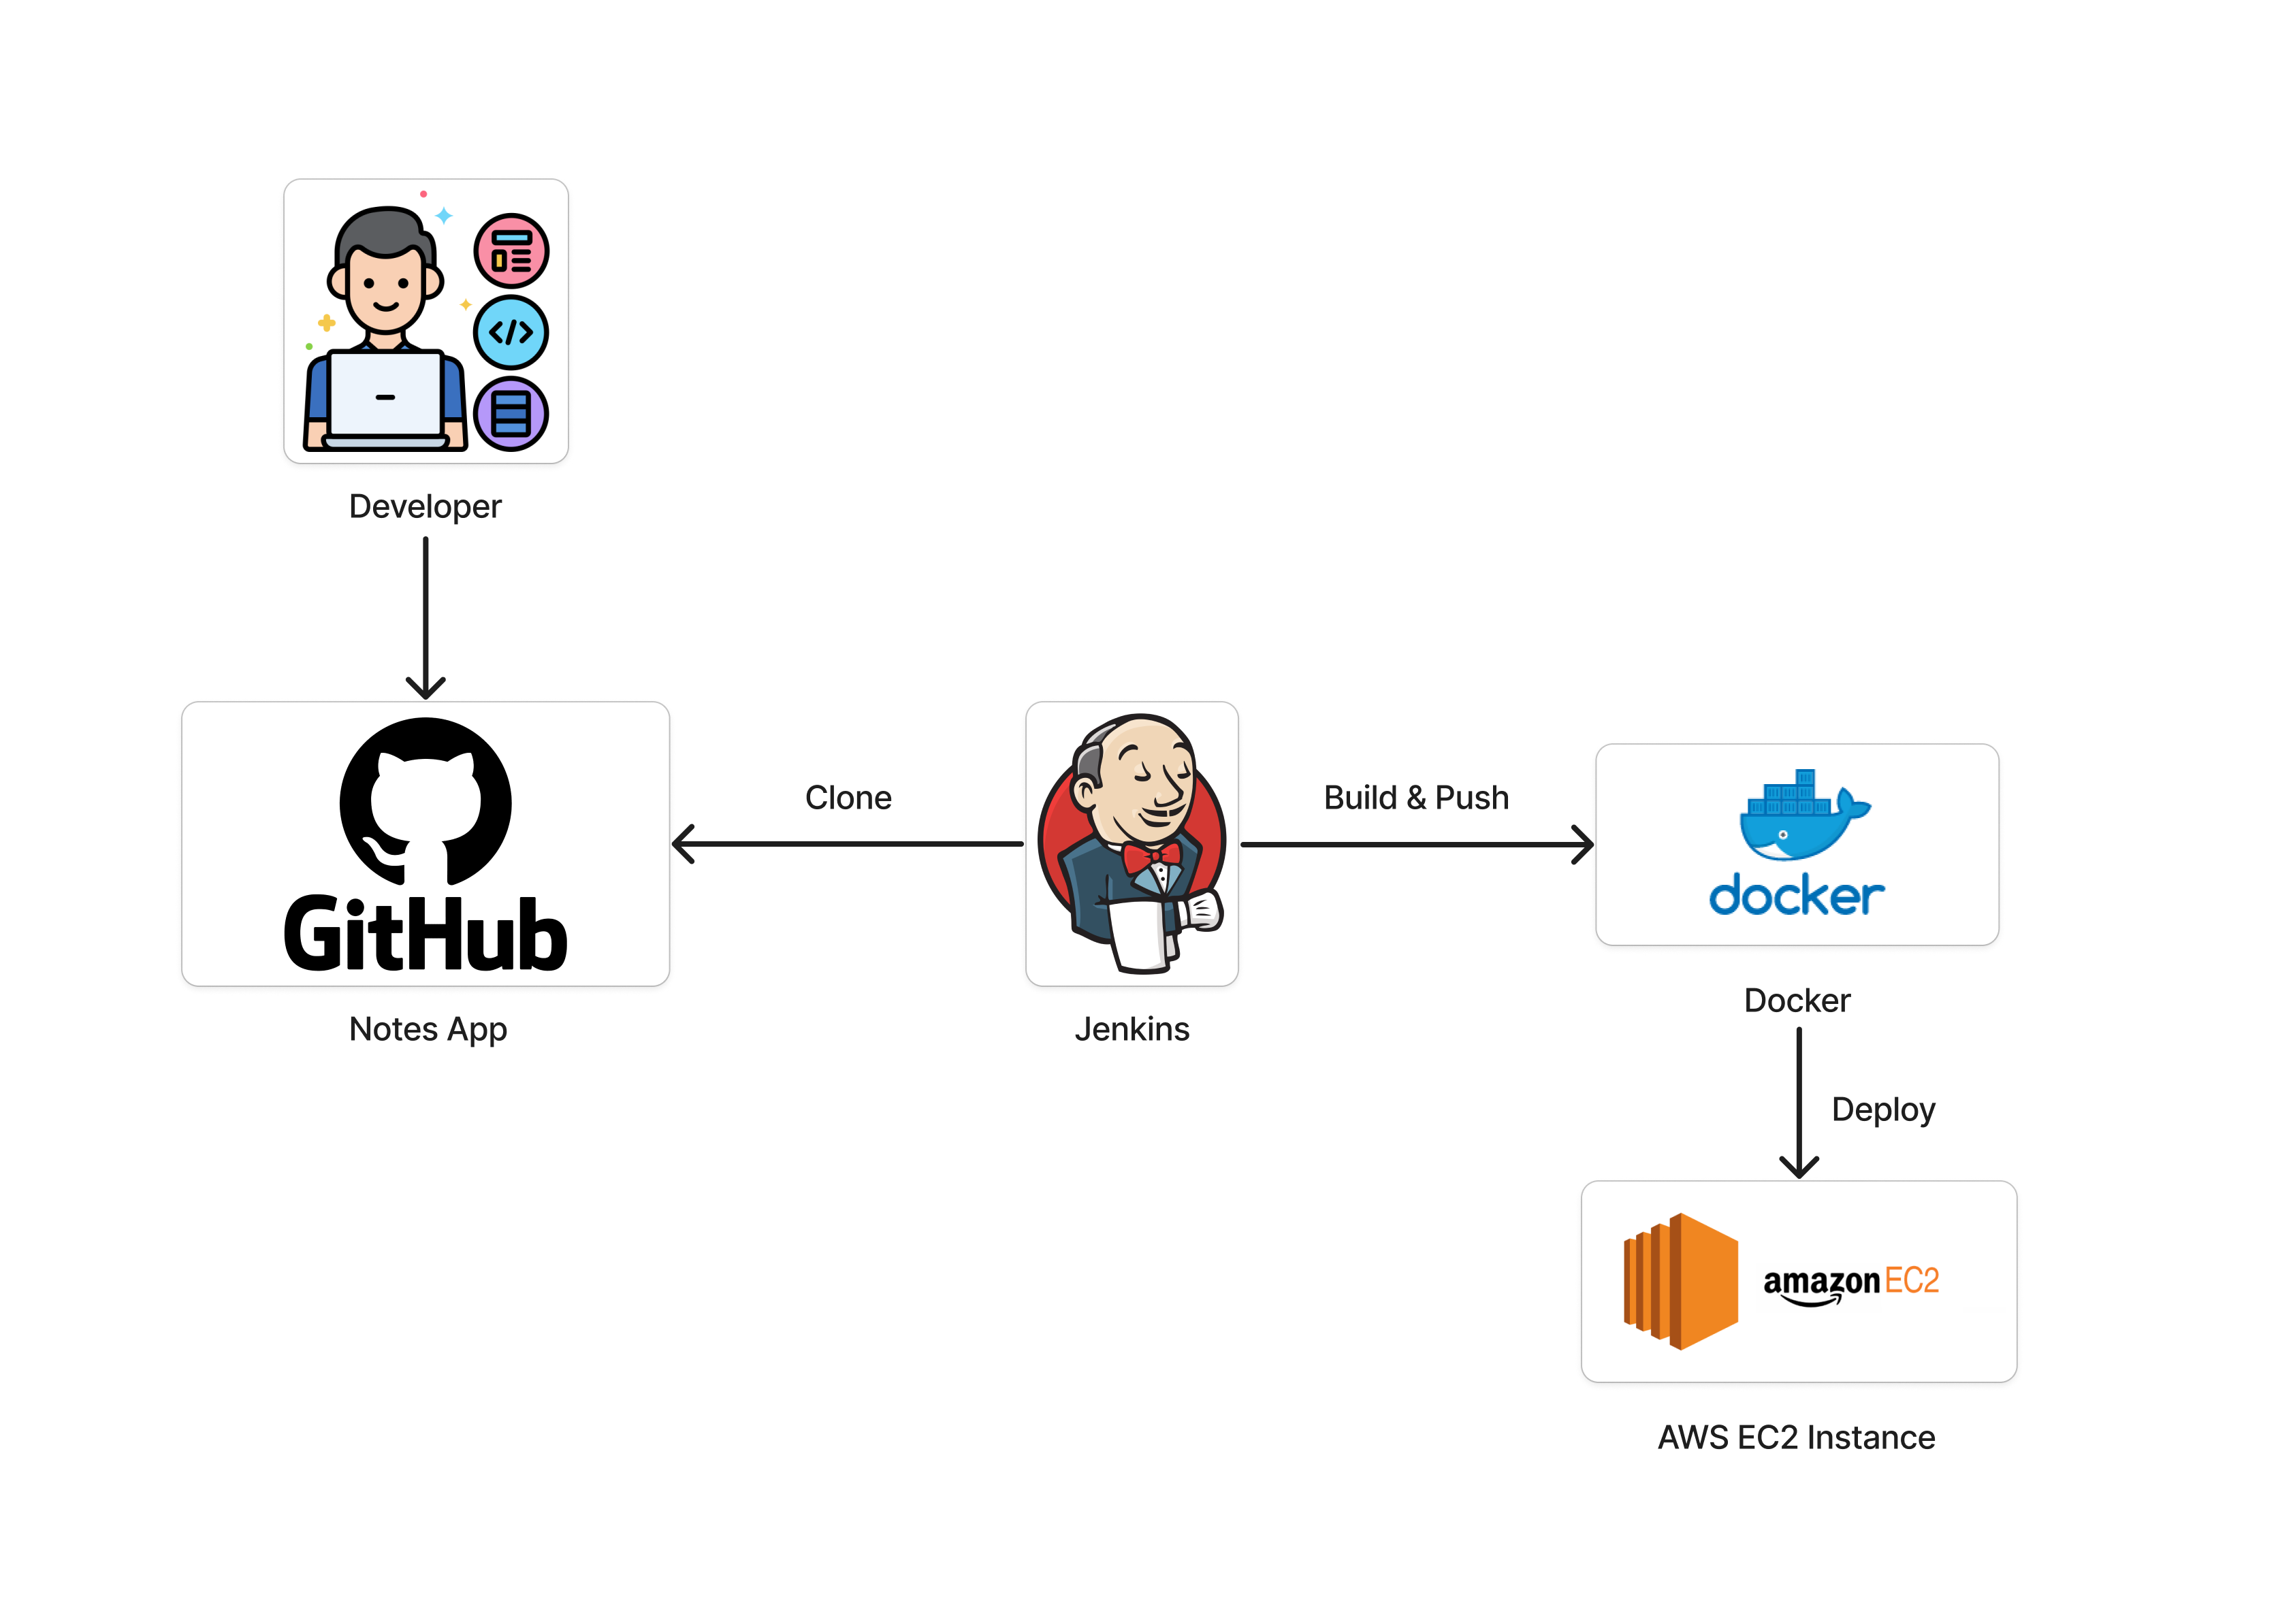 Developer
GitHub
Notes App
Clone
Jenkins
Build & Push
docker
Docker
Deploy
amazon EC2
AWS EC2 Instance